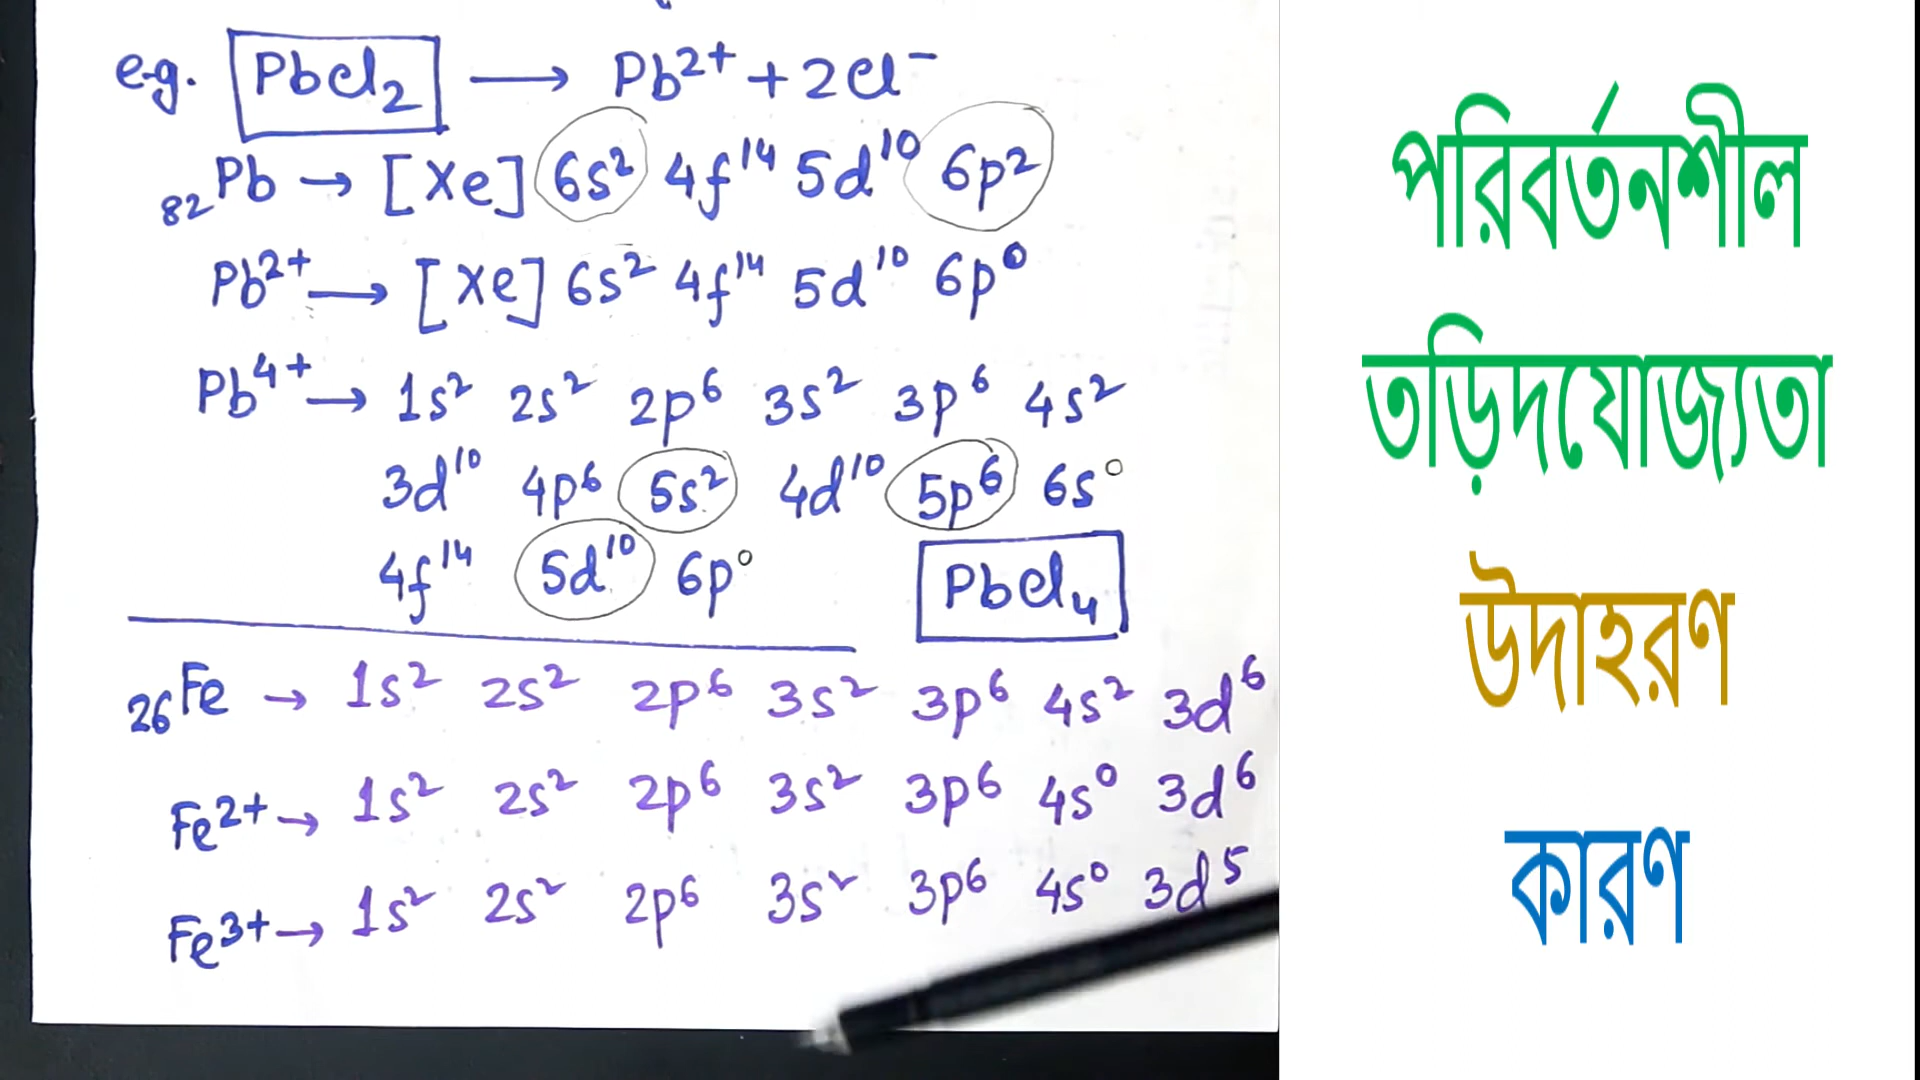 e.g. PbCl₂ → Pb²⁺ + 2Cl⁻
₈₂Pb → [Xe] 6s² 4f¹⁴ 5d¹⁰ 6p²
Pb²⁺ → [Xe] 6s² 4f¹⁴ 5d¹⁰ 6p⁰
Pb⁴⁺ → 1s² 2s² 2p⁶ 3s² 3p⁶ 4s²
3d¹⁰ 4p⁶ 5s² 4d¹⁰ 5p⁶ 6s⁰
4f¹⁴ 5d¹⁰ 6p⁰
PbCl₄
₂₆Fe → 1s² 2s² 2p⁶ 3s² 3p⁶ 4s² 3d⁶
Fe²⁺ → 1s² 2s² 2p⁶ 3s² 3p⁶ 4s⁰ 3d⁶
Fe³⁺ → 1s² 2s² 2p⁶ 3s² 3p⁶ 4s⁰ 3d⁵
পরিবর্তনশীল
তড়িদযোজ্যতা
উদাহরণ
কারণ